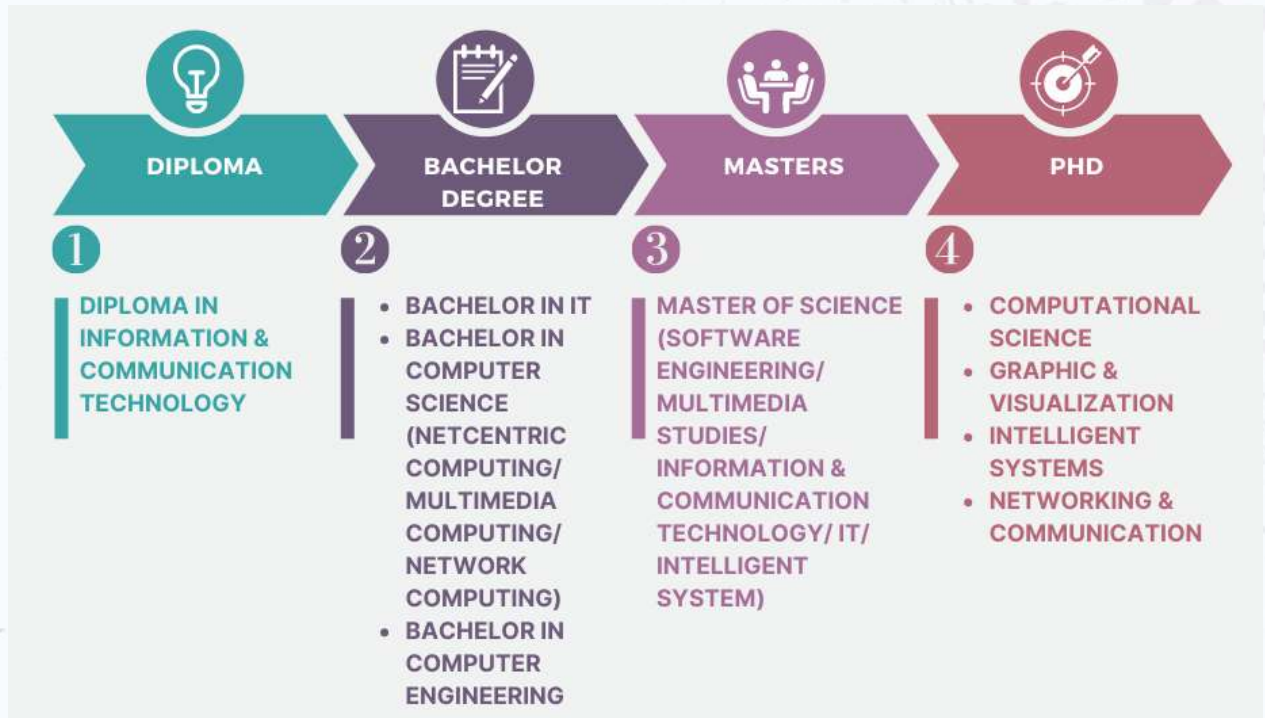 DIPLOMA
BACHELOR
DEGREE
MASTERS
PHD
1
DIPLOMA IN
INFORMATION &
COMMUNICATION
TECHNOLOGY
2
• BACHELOR IN IT
• BACHELOR IN
COMPUTER
SCIENCE
(NETCENTRIC
COMPUTING/
MULTIMEDIA
COMPUTING/
NETWORK
COMPUTING)
• BACHELOR IN
COMPUTER
ENGINEERING
3
MASTER OF SCIENCE
(SOFTWARE
ENGINEERING/
MULTIMEDIA
STUDIES/
INFORMATION &
COMMUNICATION
TECHNOLOGY/ IT/
INTELLIGENT
SYSTEM)
4
• COMPUTATIONAL
SCIENCE
• GRAPHIC &
VISUALIZATION
• INTELLIGENT
SYSTEMS
• NETWORKING &
COMMUNICATION